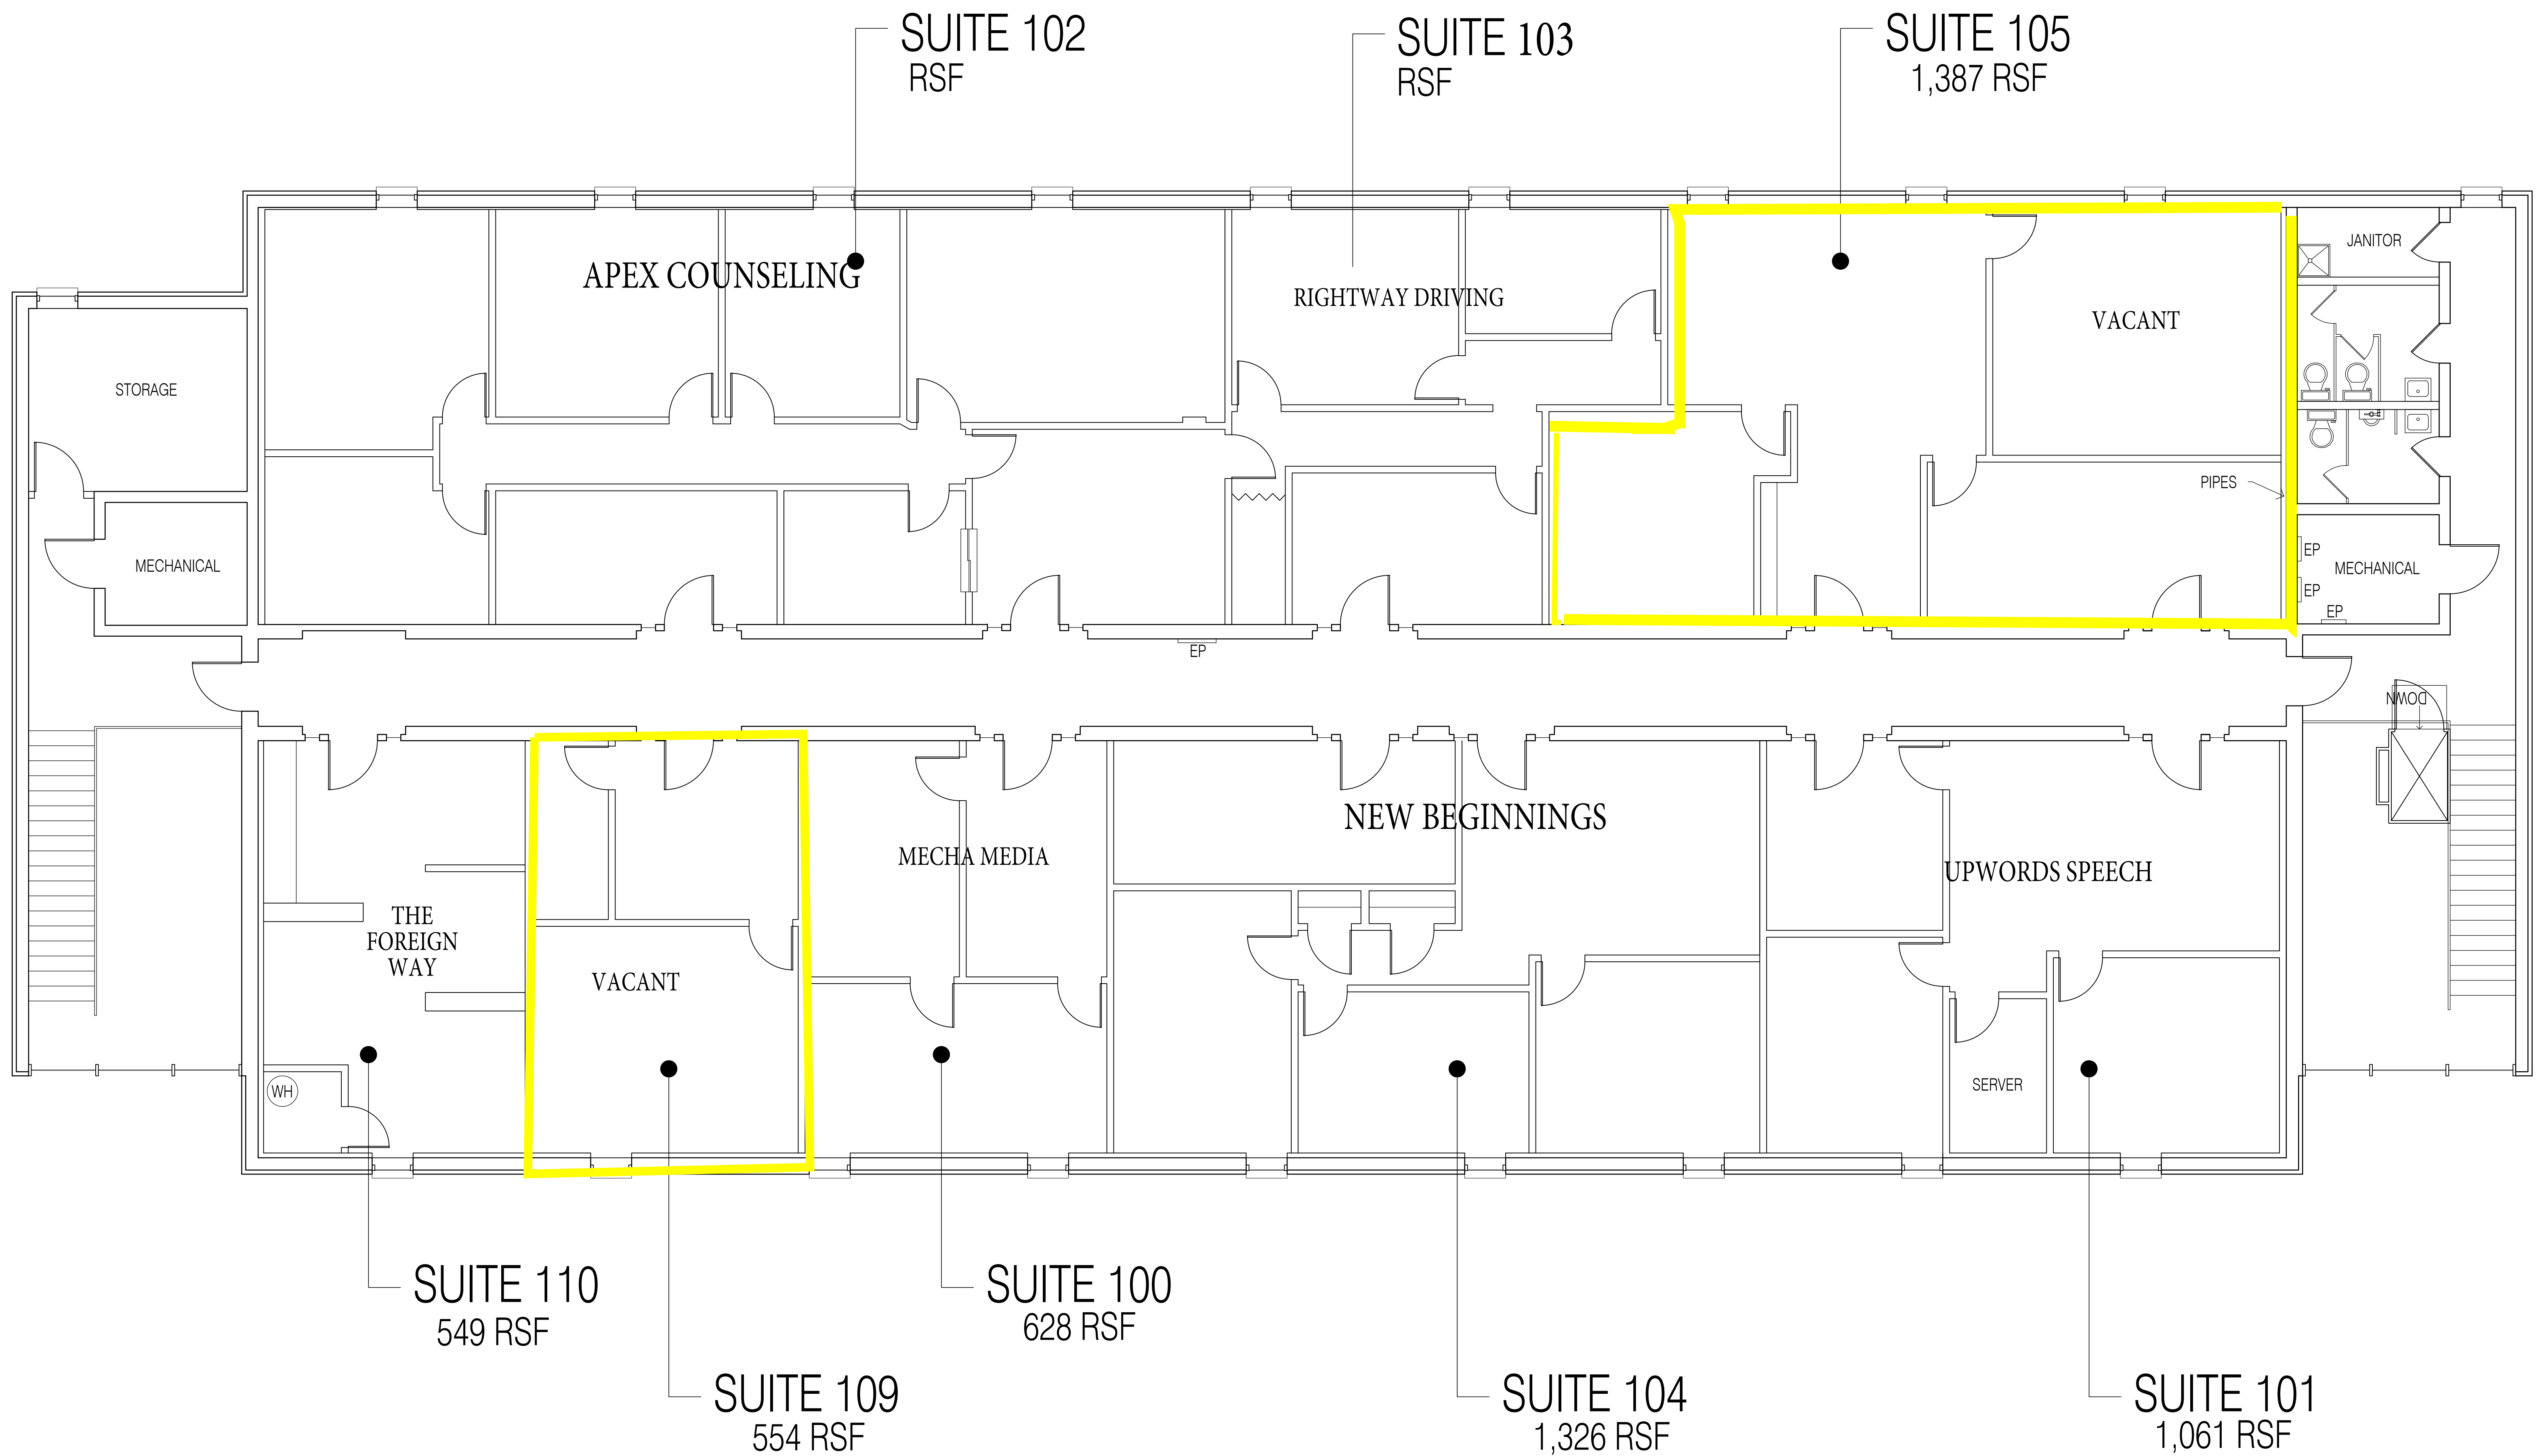 SUITE 102
RSF
SUITE 103
RSF
SUITE 105
1,387 RSF
APEX COUNSELING
RIGHTWAY DRIVING
VACANT
JANITOR
STORAGE
MECHANICAL
PIPES
EP
EP
EP
MECHANICAL
EP
DOWN
THE
FOREIGN
WAY
VACANT
MECHA MEDIA
NEW BEGINNINGS
UPWORDS SPEECH
SERVER
WH
SUITE 110
549 RSF
SUITE 109
554 RSF
SUITE 100
628 RSF
SUITE 104
1,326 RSF
SUITE 101
1,061 RSF